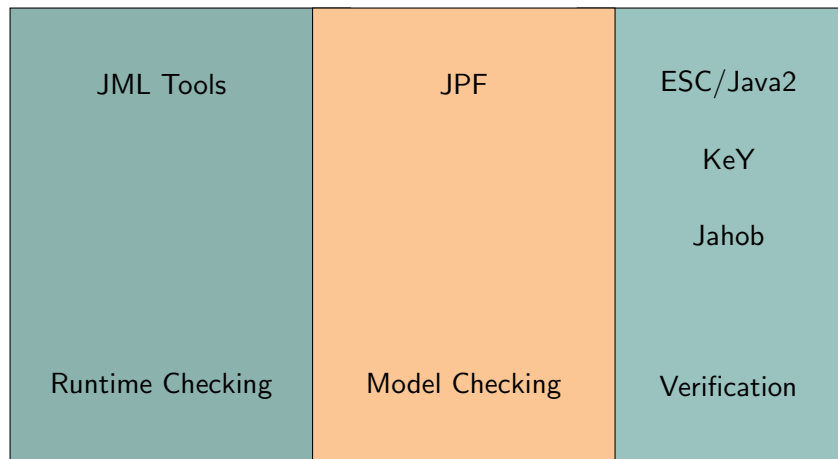 JML Tools
Runtime Checking
JPF
Model Checking
ESC/Java2
KeY
Jahob
Verification